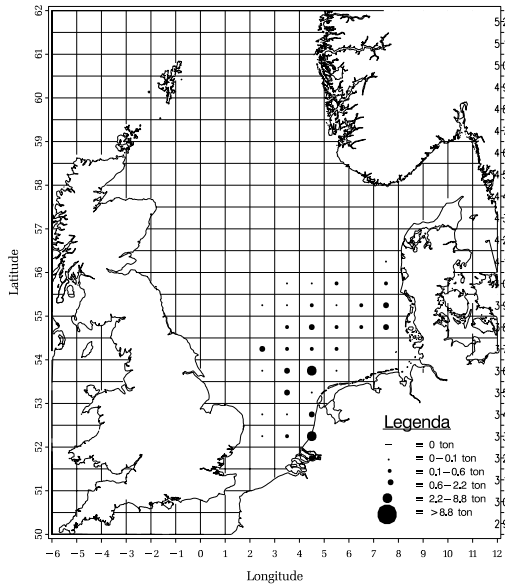 62
61
60
59
58
57
56
55
54
53
52
51
50
Latitude
−6 −5 −4 −3 −2 −1 0 1 2 3 4 5 6 7 8 9 10 11 12
Longitude
Legenda
− = 0 ton
= 0−0.1 ton
= 0.1−0.6 ton
= 0.6−2.2 ton
= 2.2−8.8 ton
= >8.8 ton